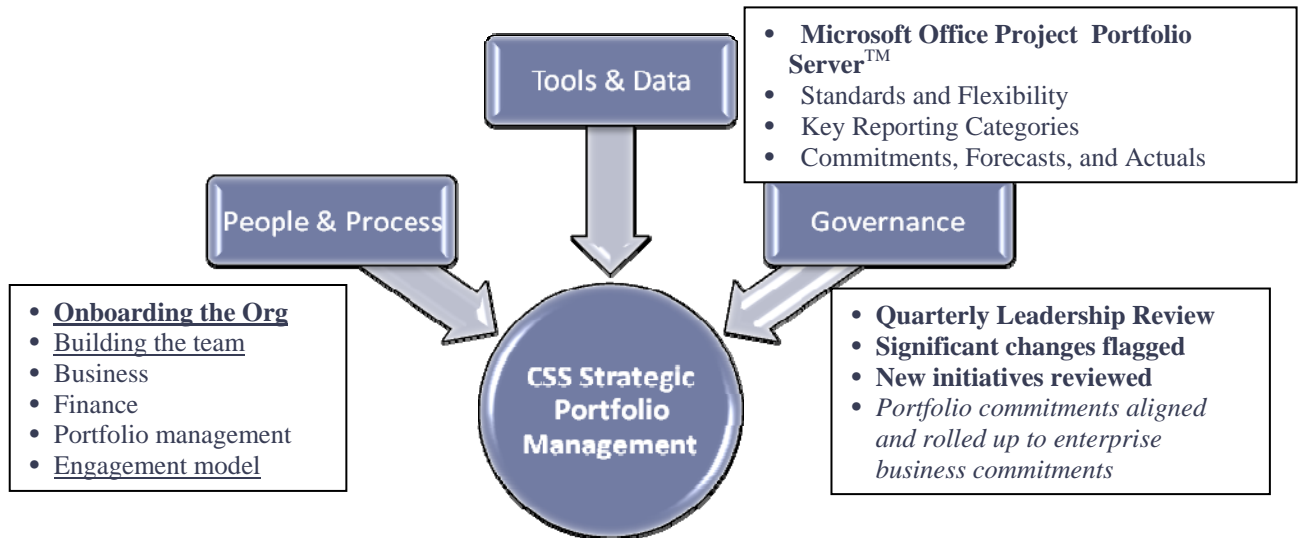 Tools & Data
• Microsoft Office Project Portfolio
Server™
• Standards and Flexibility
• Key Reporting Categories
• Commitments, Forecasts, and Actuals
People & Process
Governance
• Onboarding the Org
• Building the team
• Business
• Finance
• Portfolio management
• Engagement model
CSS Strategic
Portfolio
Management
• Quarterly Leadership Review
• Significant changes flagged
• New initiatives reviewed
• Portfolio commitments aligned
and rolled up to enterprise
business commitments